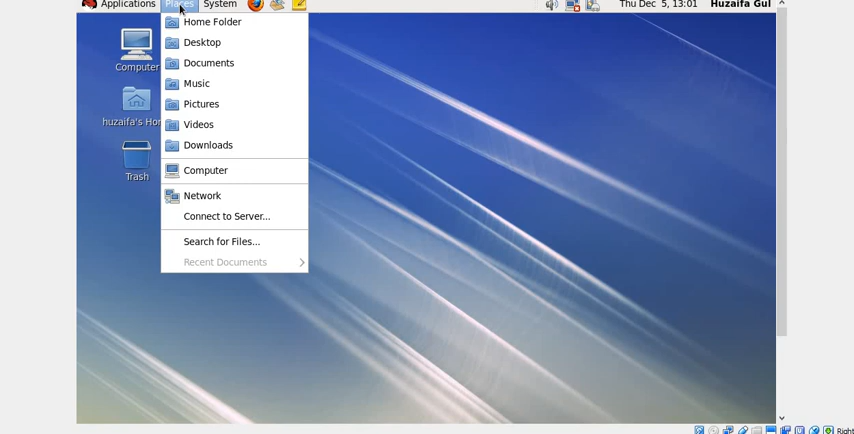 Applications Places System Thu Dec 5, 13:01 Huzaifa Gul
Home Folder
Desktop
Documents
Music
Pictures
Videos
Downloads
Computer
Network
Connect to Server...
Search for Files...
Recent Documents
Computer
huzaifa's Ho
Trash
Right